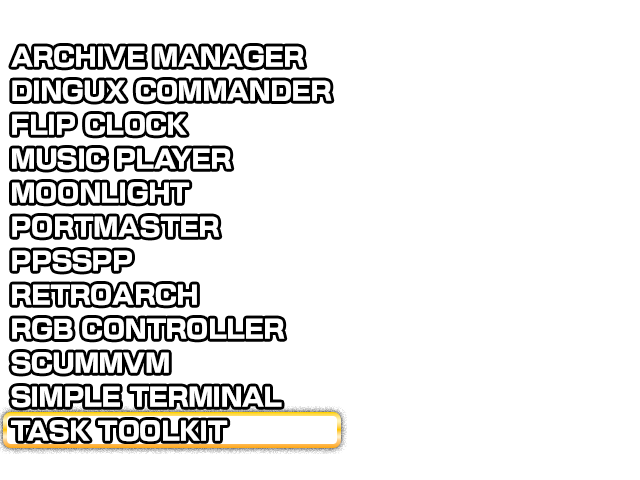 ARCHIVE MANAGER
DINGUX COMMANDER
FLIP CLOCK
MUSIC PLAYER
MOONLIGHT
PORTMASTER
PPSSPP
RETROARCH
RGB CONTROLLER
SCUMMVM
SIMPLE TERMINAL
TASK TOOLKIT